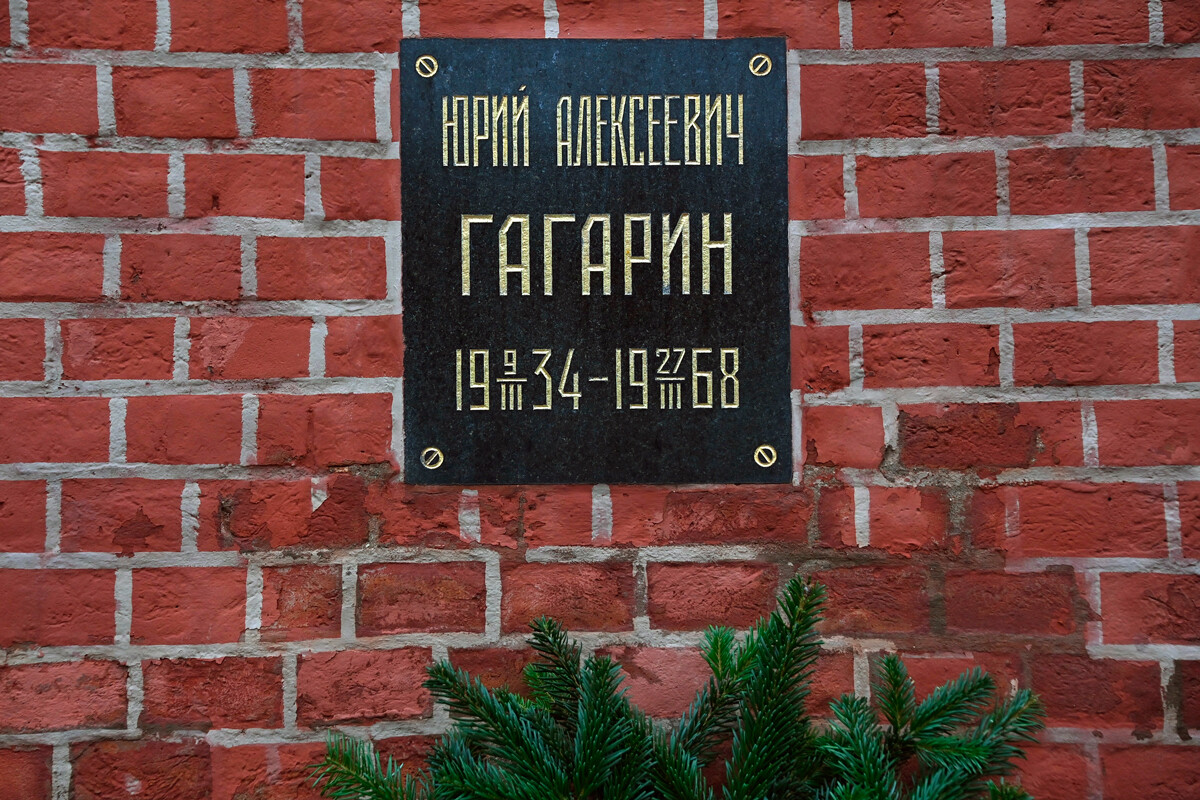 ЮРИЙ АЛЕКСЕЕВИЧ
ГАГАРИН
19 9/III 34 – 19 27/III 68